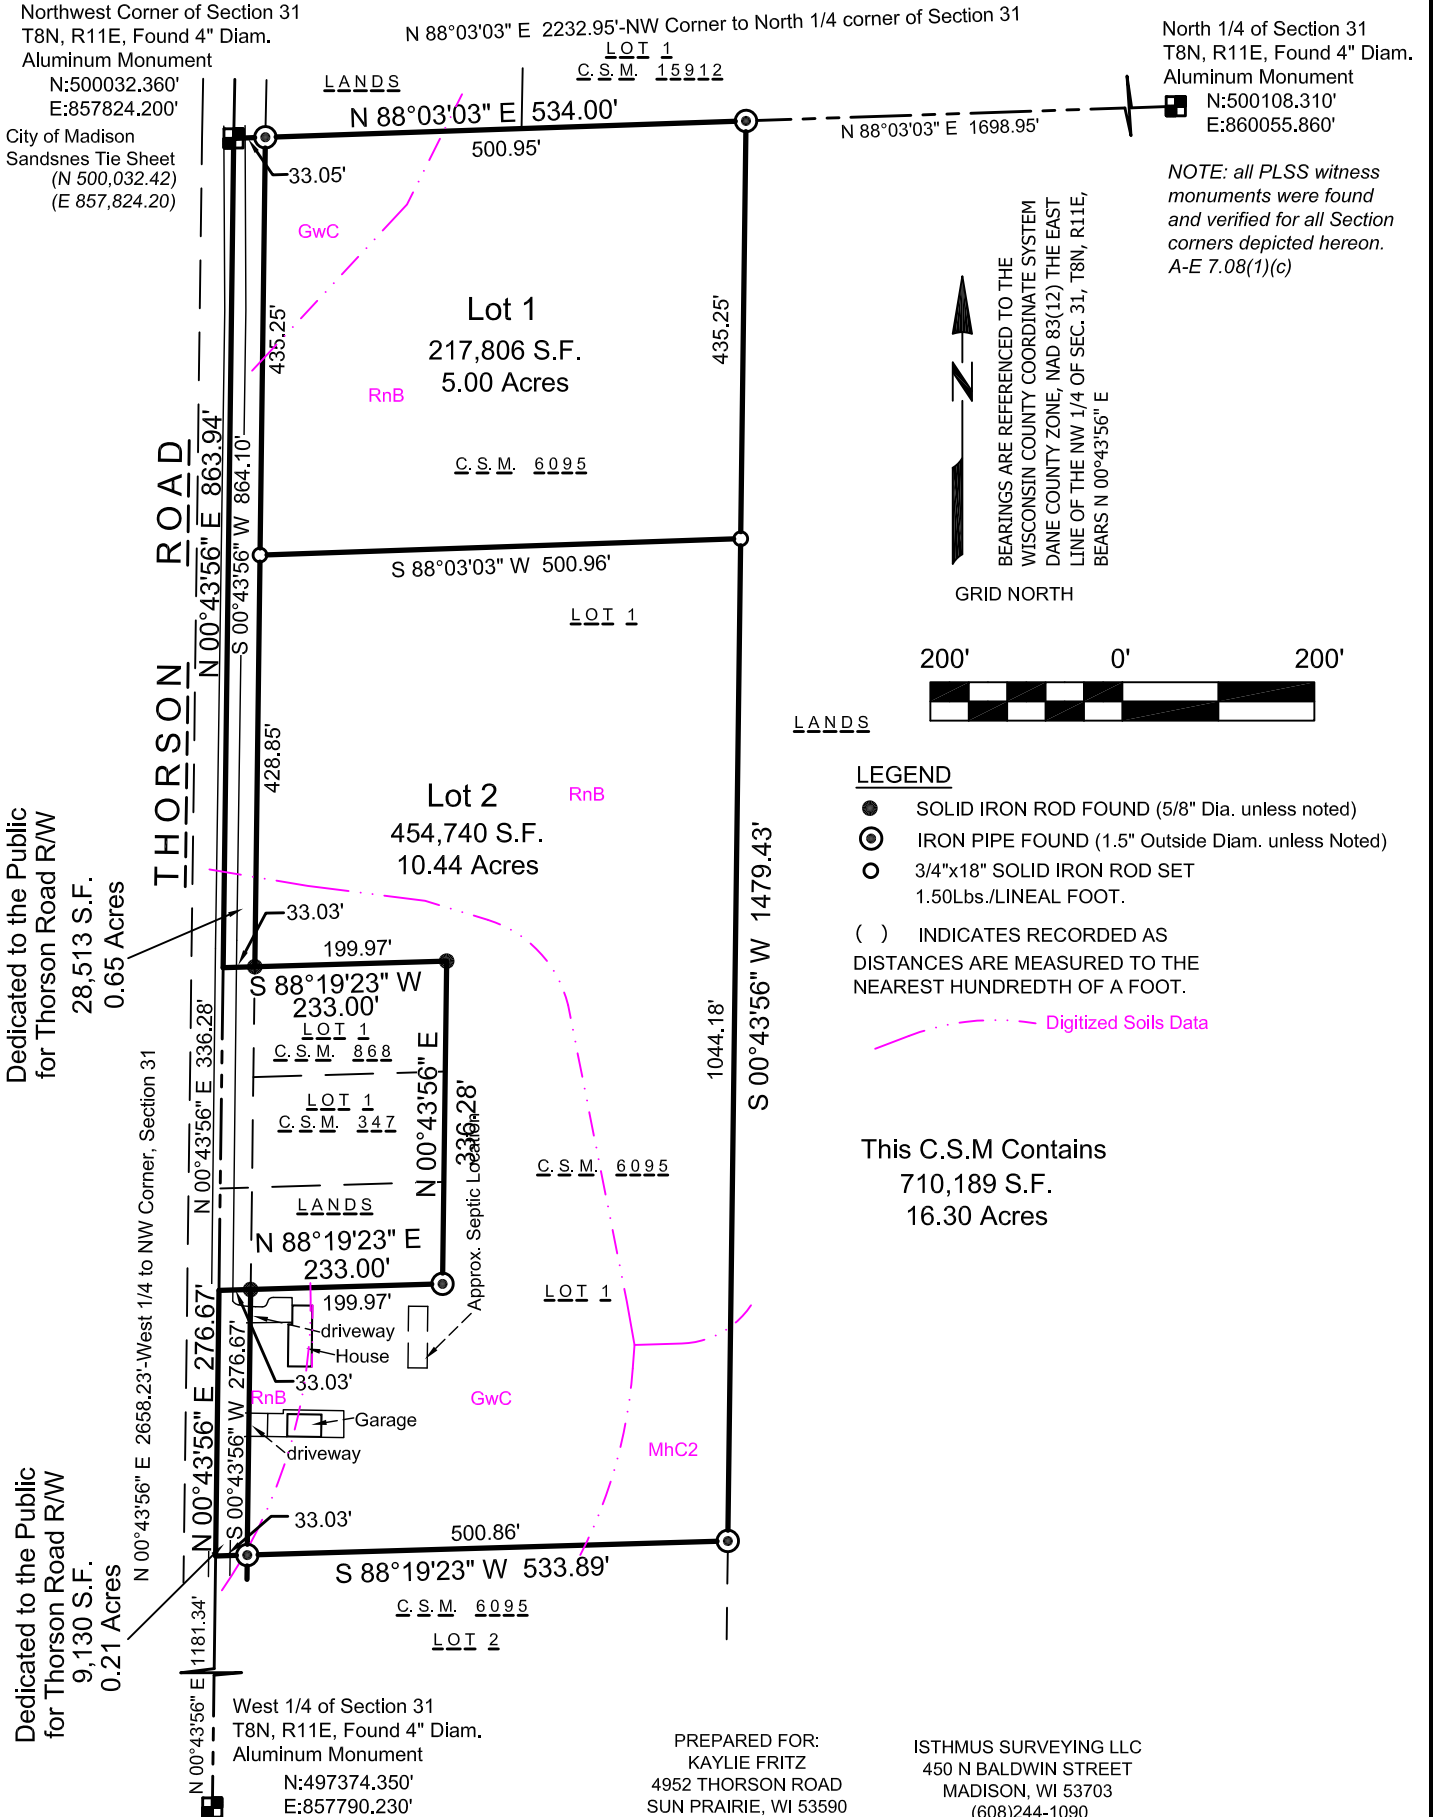 Northwest Corner of Section 31
T8N, R11E, Found 4" Diam.
Aluminum Monument
N:500032.360'
E:857824.200'
City of Madison
Sandsnes Tie Sheet
(N 500,032.42)
(E 857,824.20)
N 88°03'03" E 2232.95'-NW Corner to North 1/4 corner of Section 31
LOT 1
C. S. M. 15912
LANDS
N 88°03'03" E 534.00'
500.95'
33.05'
N 88°03'03" E 1698.95'
North 1/4 of Section 31
T8N, R11E, Found 4" Diam.
Aluminum Monument
N:500108.310'
E:860055.860'
NOTE: all PLSS witness
monuments were found
and verified for all Section
corners depicted hereon.
A-E 7.08(1)(c)
GwC
435.25'
Lot 1
217,806 S.F.
5.00 Acres
RnB
C. S. M. 6095
435.25'
BEARINGS ARE REFERENCED TO THE
WISCONSIN COUNTY COORDINATE SYSTEM
DANE COUNTY ZONE, NAD 83(12) THE EAST
LINE OF THE NW 1/4 OF SEC. 31, T8N, R11E,
BEARS N 00°43'56" E
N
GRID NORTH
THORSON ROAD
N 00°43'56" E 863.94'
S 00°43'56" W 864.10'
S 88°03'03" W 500.96'
LOT 1
200' 0' 200'
LANDS
LEGEND
SOLID IRON ROD FOUND (5/8" Dia. unless noted)
IRON PIPE FOUND (1.5" Outside Diam. unless Noted)
3/4"x18" SOLID IRON ROD SET
1.50Lbs./LINEAL FOOT.
( ) INDICATES RECORDED AS
DISTANCES ARE MEASURED TO THE
NEAREST HUNDREDTH OF A FOOT.
Digitized Soils Data
428.85'
Lot 2
454,740 S.F.
10.44 Acres
RnB
Dedicated to the Public
for Thorson Road R/W
28,513 S.F.
0.65 Acres
33.03'
199.97'
S 88°19'23" W
233.00'
LOT 1
C. S. M. 868
LOT 1
C. S. M. 347
LANDS
N 00°43'56" E
336.28'
N 00°43'56" E 336.28'
1044.18'
S 00°43'56" W 1479.43'
C. S. M. 6095
LOT 1
This C.S.M Contains
710,189 S.F.
16.30 Acres
N 00°43'56" E 2658.23'-West 1/4 to NW Corner, Section 31
N 88°19'23" E
233.00'
199.97'
Approx. Septic Location
driveway
House
33.03'
RnB
GwC
Garage
driveway
MhC2
N 00°43'56" E 276.67'
S 00°43'56" W 276.67'
33.03'
500.86'
S 88°19'23" W 533.89'
C. S. M. 6095
LOT 2
Dedicated to the Public
for Thorson Road R/W
9,130 S.F.
0.21 Acres
N 00°43'56" E 1181.34'
West 1/4 of Section 31
T8N, R11E, Found 4" Diam.
Aluminum Monument
N:497374.350'
E:857790.230'
PREPARED FOR:
KAYLIE FRITZ
4952 THORSON ROAD
SUN PRAIRIE, WI 53590
ISTHMUS SURVEYING LLC
450 N BALDWIN STREET
MADISON, WI 53703
(608)244-1090